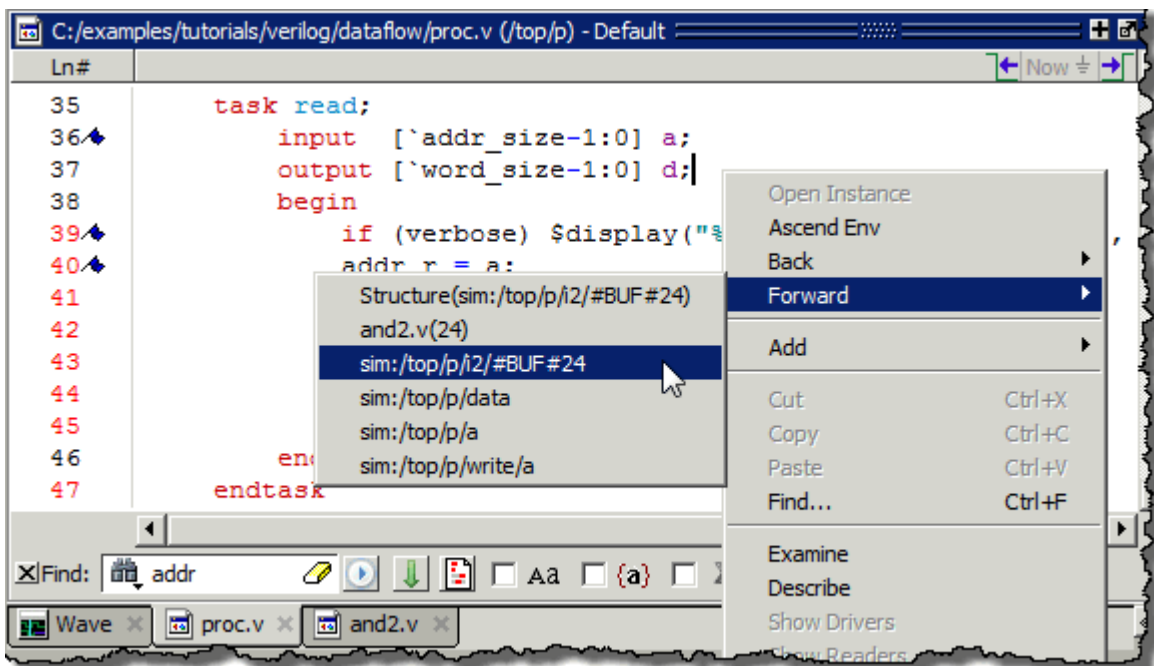 C:/examples/tutorials/verilog/dataflow/proc.v (/top/p) - Default
Ln#
Now
35 task read;
36 input [`addr_size-1:0] a;
37 output [`word_size-1:0] d;
38 begin
39 if (verbose) $display("% ,
40 addr_r = a;
41
42
43
44
45
46 en
47 endtask
Structure(sim:/top/p/i2/#BUF#24)
and2.v(24)
sim:/top/p/i2/#BUF#24
sim:/top/p/data
sim:/top/p/a
sim:/top/p/write/a
Open Instance
Ascend Env
Back
Forward
Add
Cut Ctrl+X
Copy Ctrl+C
Paste Ctrl+V
Find... Ctrl+F
Examine
Describe
Show Drivers
Show Readers
Find: addr Aa {a}
Wave proc.v and2.v